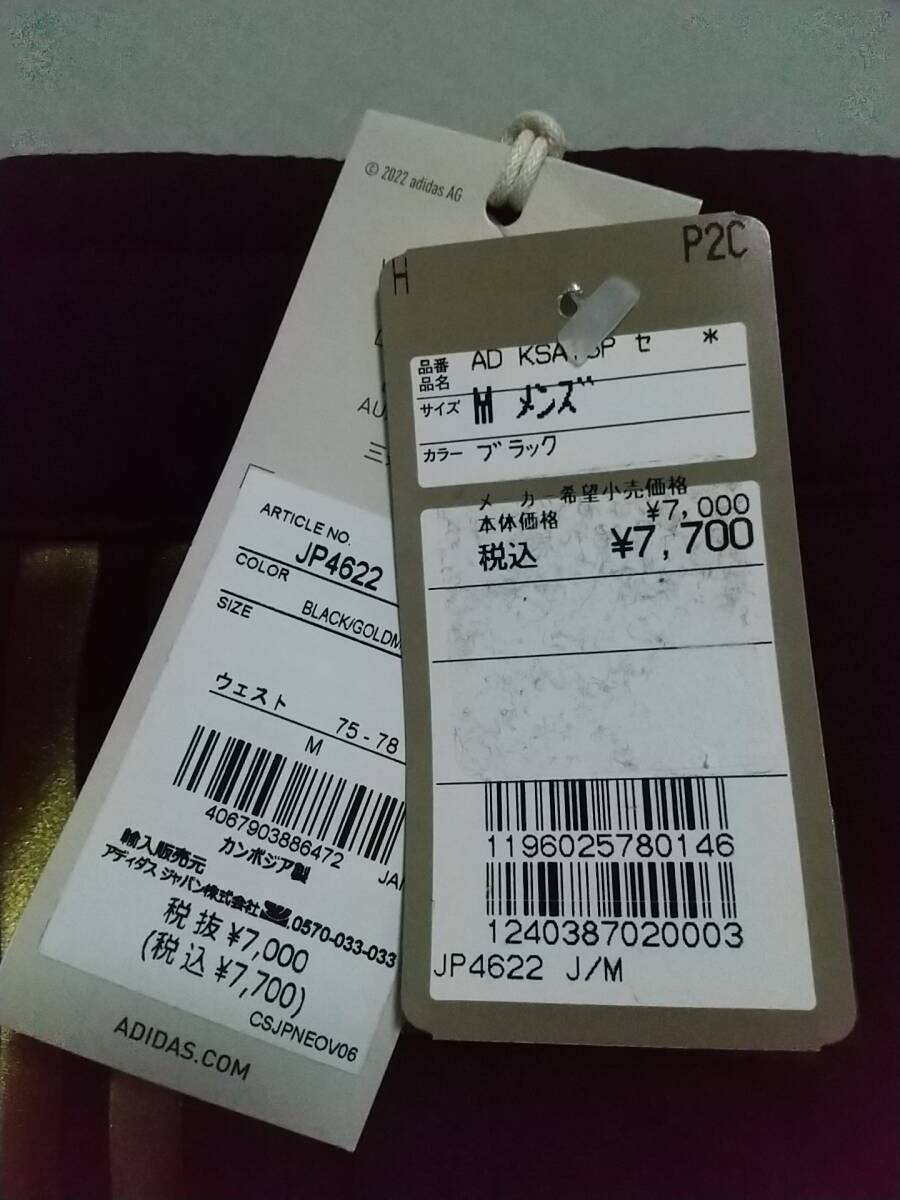 © 2022 adidas AG
AU
三
ARTICLE NO.
JP4622
COLOR
BLACK/GOLDM
SIZE
ウェスト 75-78
M
4067903886472
カンボジア製 JA
輸入販売元
アディダス ジャパン株式会社 0570-033-033
税抜 ¥7,000
(税込 ¥7,700)
CSJPNEOV06
ADIDAS.COM
H P2C
品番 AD KSA SP セ *
品名
サイズ M メンズ
カラー ブラック
メーカー希望小売価格
本体価格 ¥7,000
税込 ¥7,700
1196025780146
1240387020003
JP4622 J/M